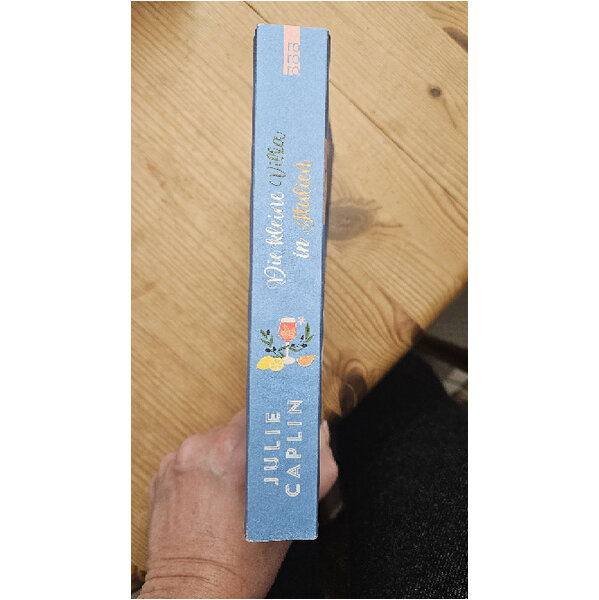 JULIE
CAPLIN
Die kleine Villa
in Italien